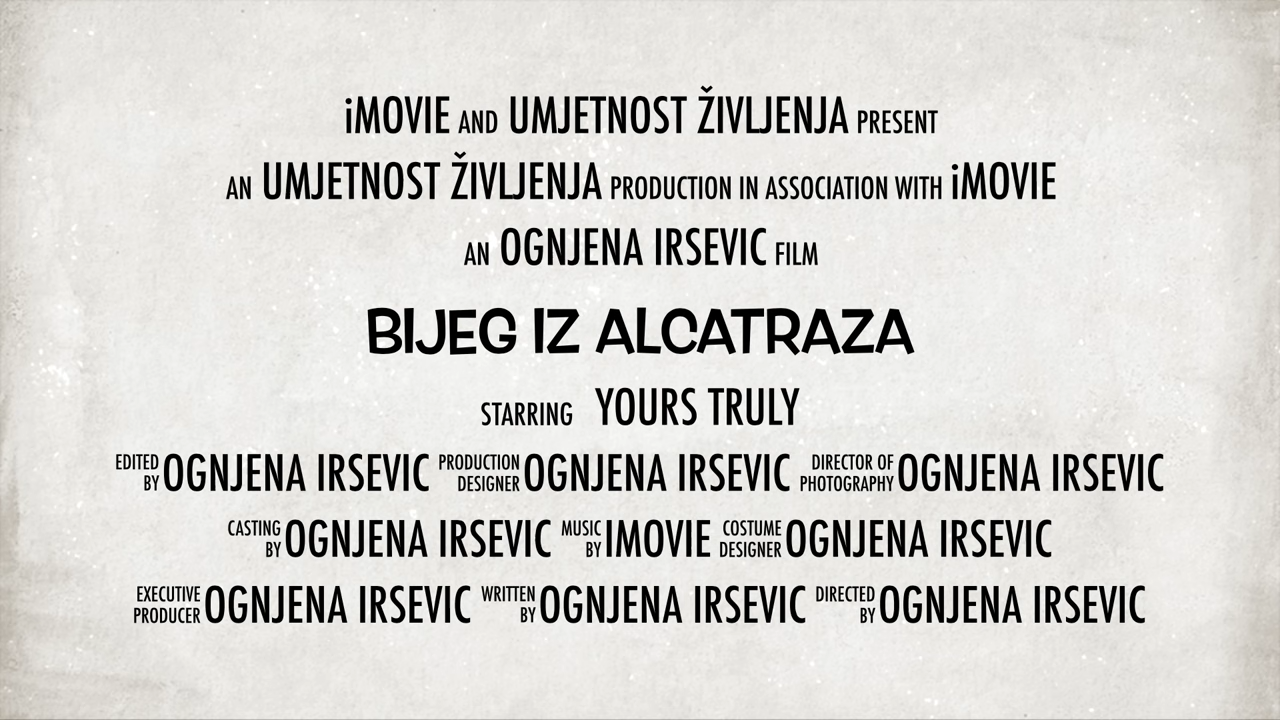 iMOVIE AND UMJETNOST ŽIVLJENJA PRESENT
AN UMJETNOST ŽIVLJENJA PRODUCTION IN ASSOCIATION WITH iMOVIE
AN OGNJENA IRSEVIC FILM
BIJEG IZ ALCATRAZA
STARRING YOURS TRULY
EDITED BY OGNJENA IRSEVIC PRODUCTION DESIGNER OGNJENA IRSEVIC DIRECTOR OF PHOTOGRAPHY OGNJENA IRSEVIC
CASTING BY OGNJENA IRSEVIC MUSIC BY IMOVIE COSTUME DESIGNER OGNJENA IRSEVIC
EXECUTIVE PRODUCER OGNJENA IRSEVIC WRITTEN BY OGNJENA IRSEVIC DIRECTED BY OGNJENA IRSEVIC